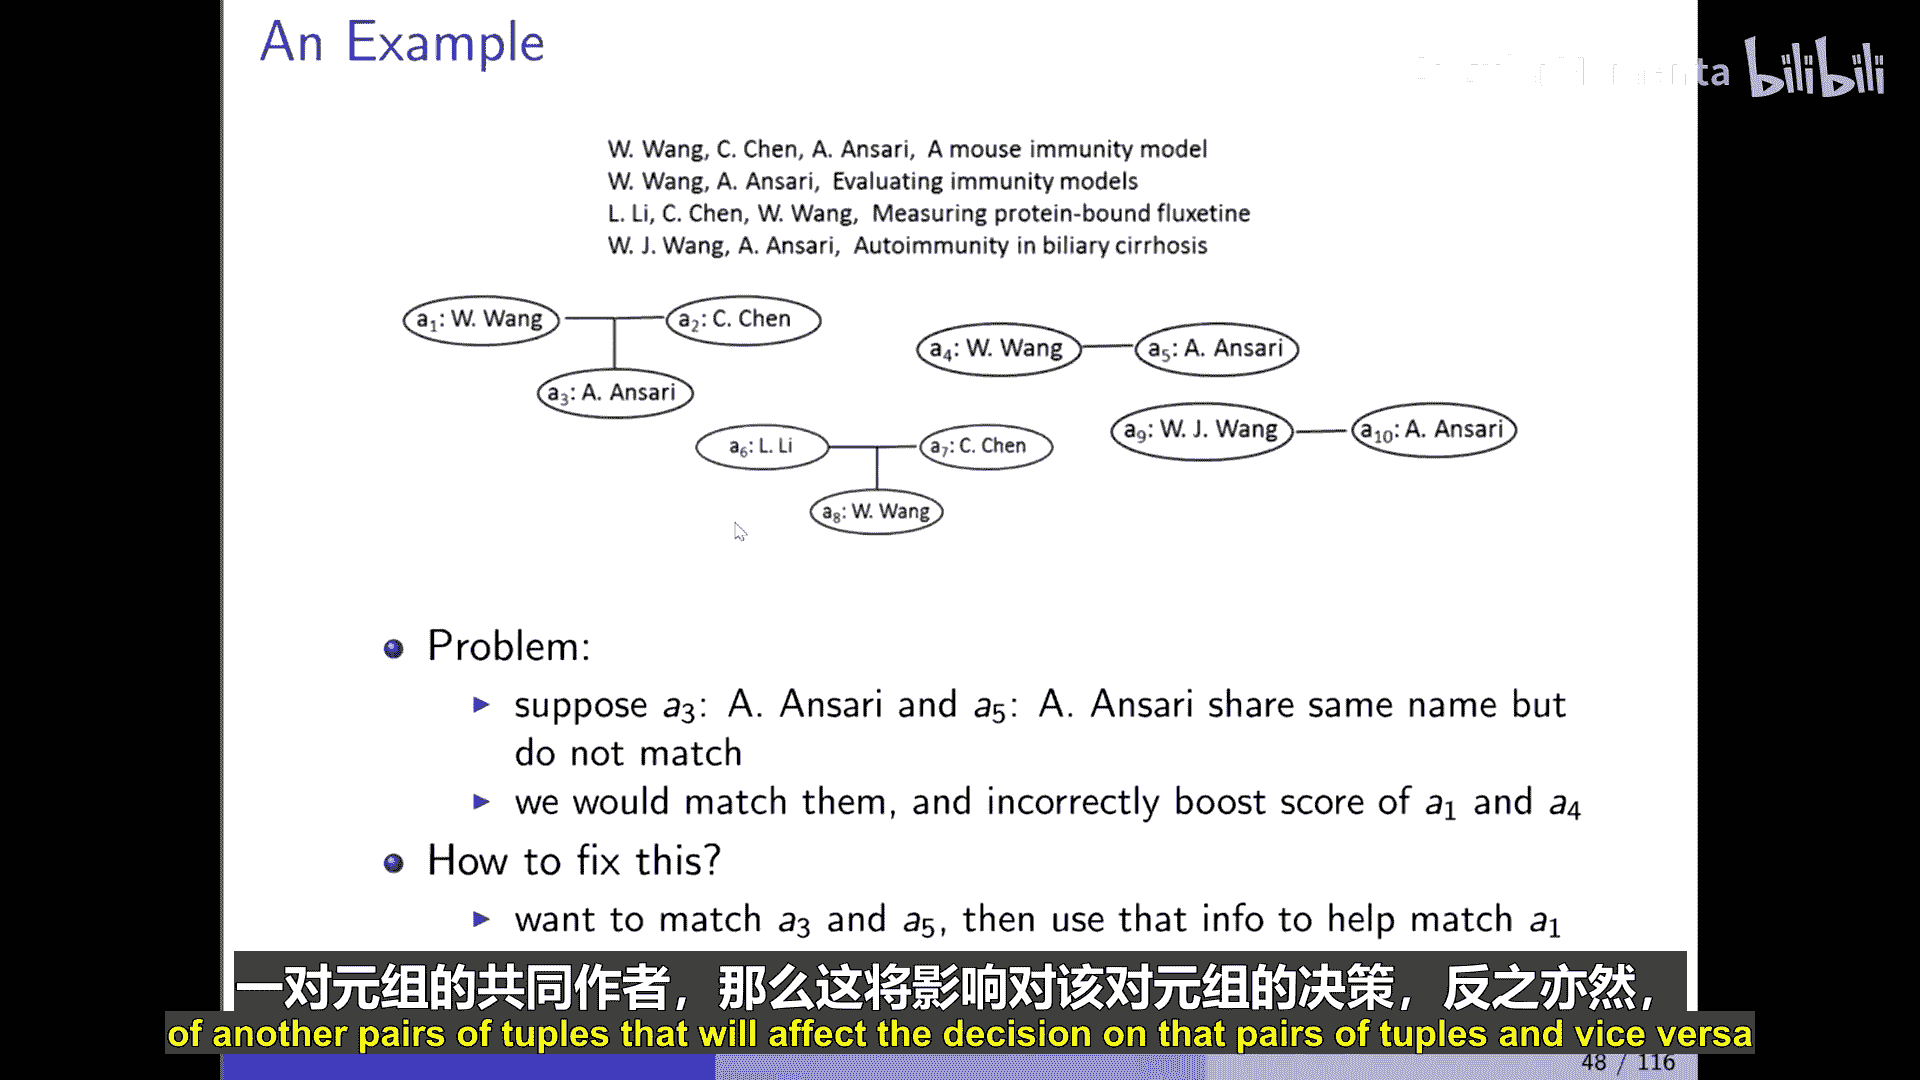 An Example
ta bilibili
W. Wang, C. Chen, A. Ansari, A mouse immunity model
W. Wang, A. Ansari, Evaluating immunity models
L. Li, C. Chen, W. Wang, Measuring protein-bound fluxetine
W. J. Wang, A. Ansari, Autoimmunity in biliary cirrhosis
a₁: W. Wang
a₂: C. Chen
a₃: A. Ansari
a₄: W. Wang
a₅: A. Ansari
a₆: L. Li
a₇: C. Chen
a₈: W. Wang
a₉: W. J. Wang
a₁₀: A. Ansari
Problem:
suppose a₃: A. Ansari and a₅: A. Ansari share same name but
do not match
we would match them, and incorrectly boost score of a₁ and a₄
How to fix this?
want to match a₃ and a₅, then use that info to help match a₁
一对元组的共同作者，那么这将影响对该对元组的决策，反之亦然，
of another pairs of tuples that will affect the decision on that pairs of tuples and vice versa
48 / 116